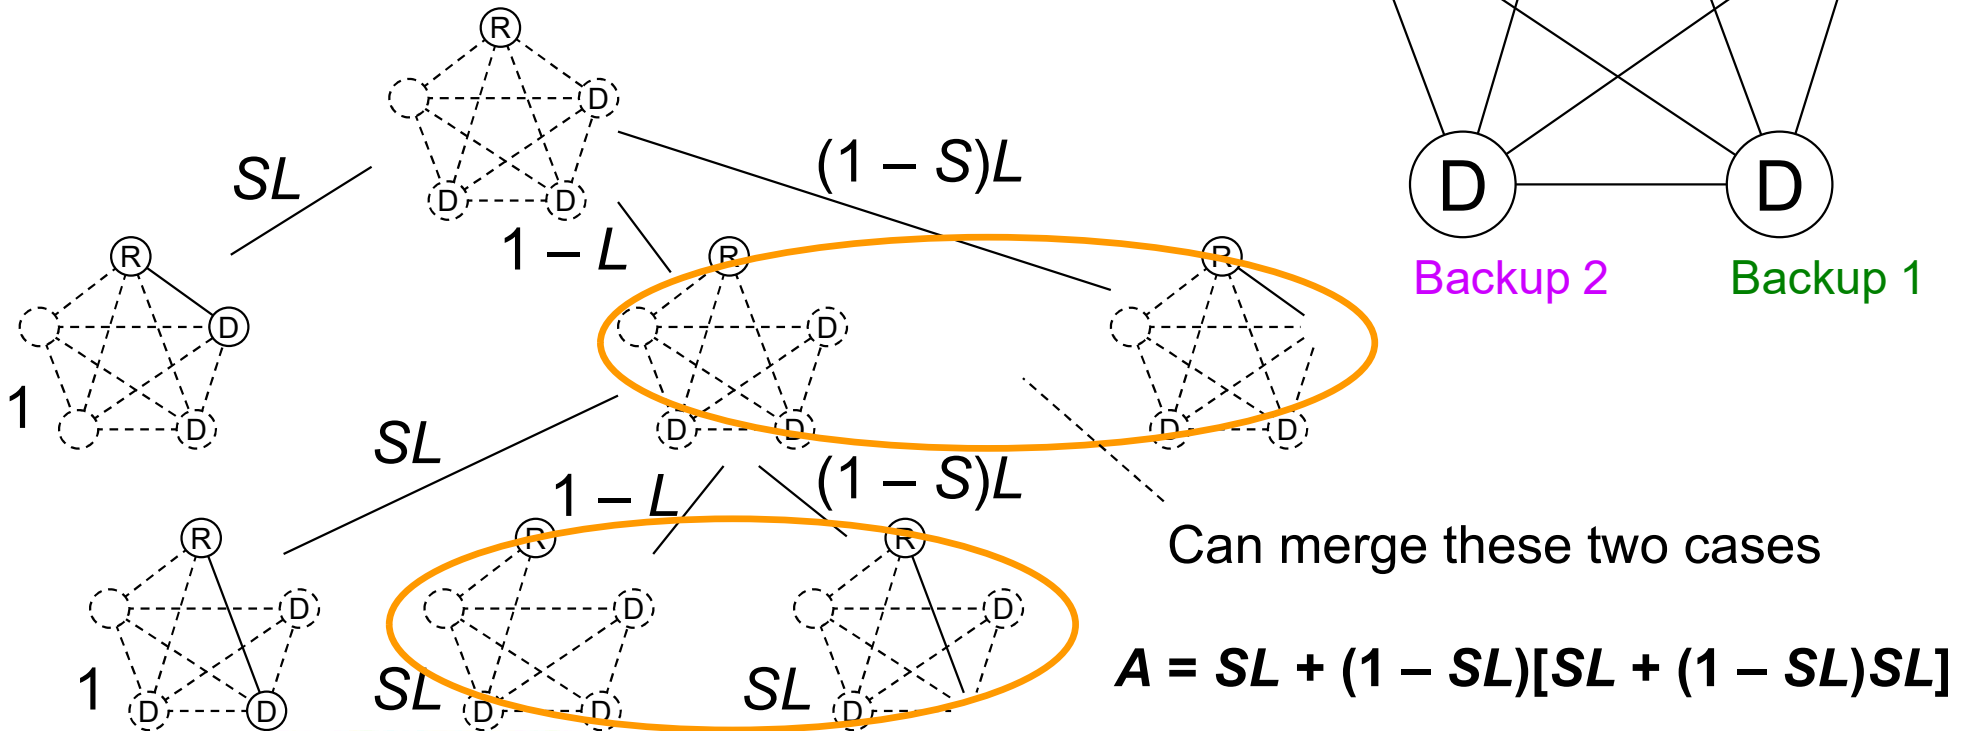 R
D
D
D
SL
1 – L
(1 – S)L
D
D
Backup 2
Backup 1
R
D
D
1
R
D
D
D
R
D
D
SL
1 – L
(1 – S)L
Can merge these two cases
R
D
D
D
1
R
D
D
D
SL
R
D
D
SL
A = SL + (1 – SL)[SL + (1 – SL)SL]